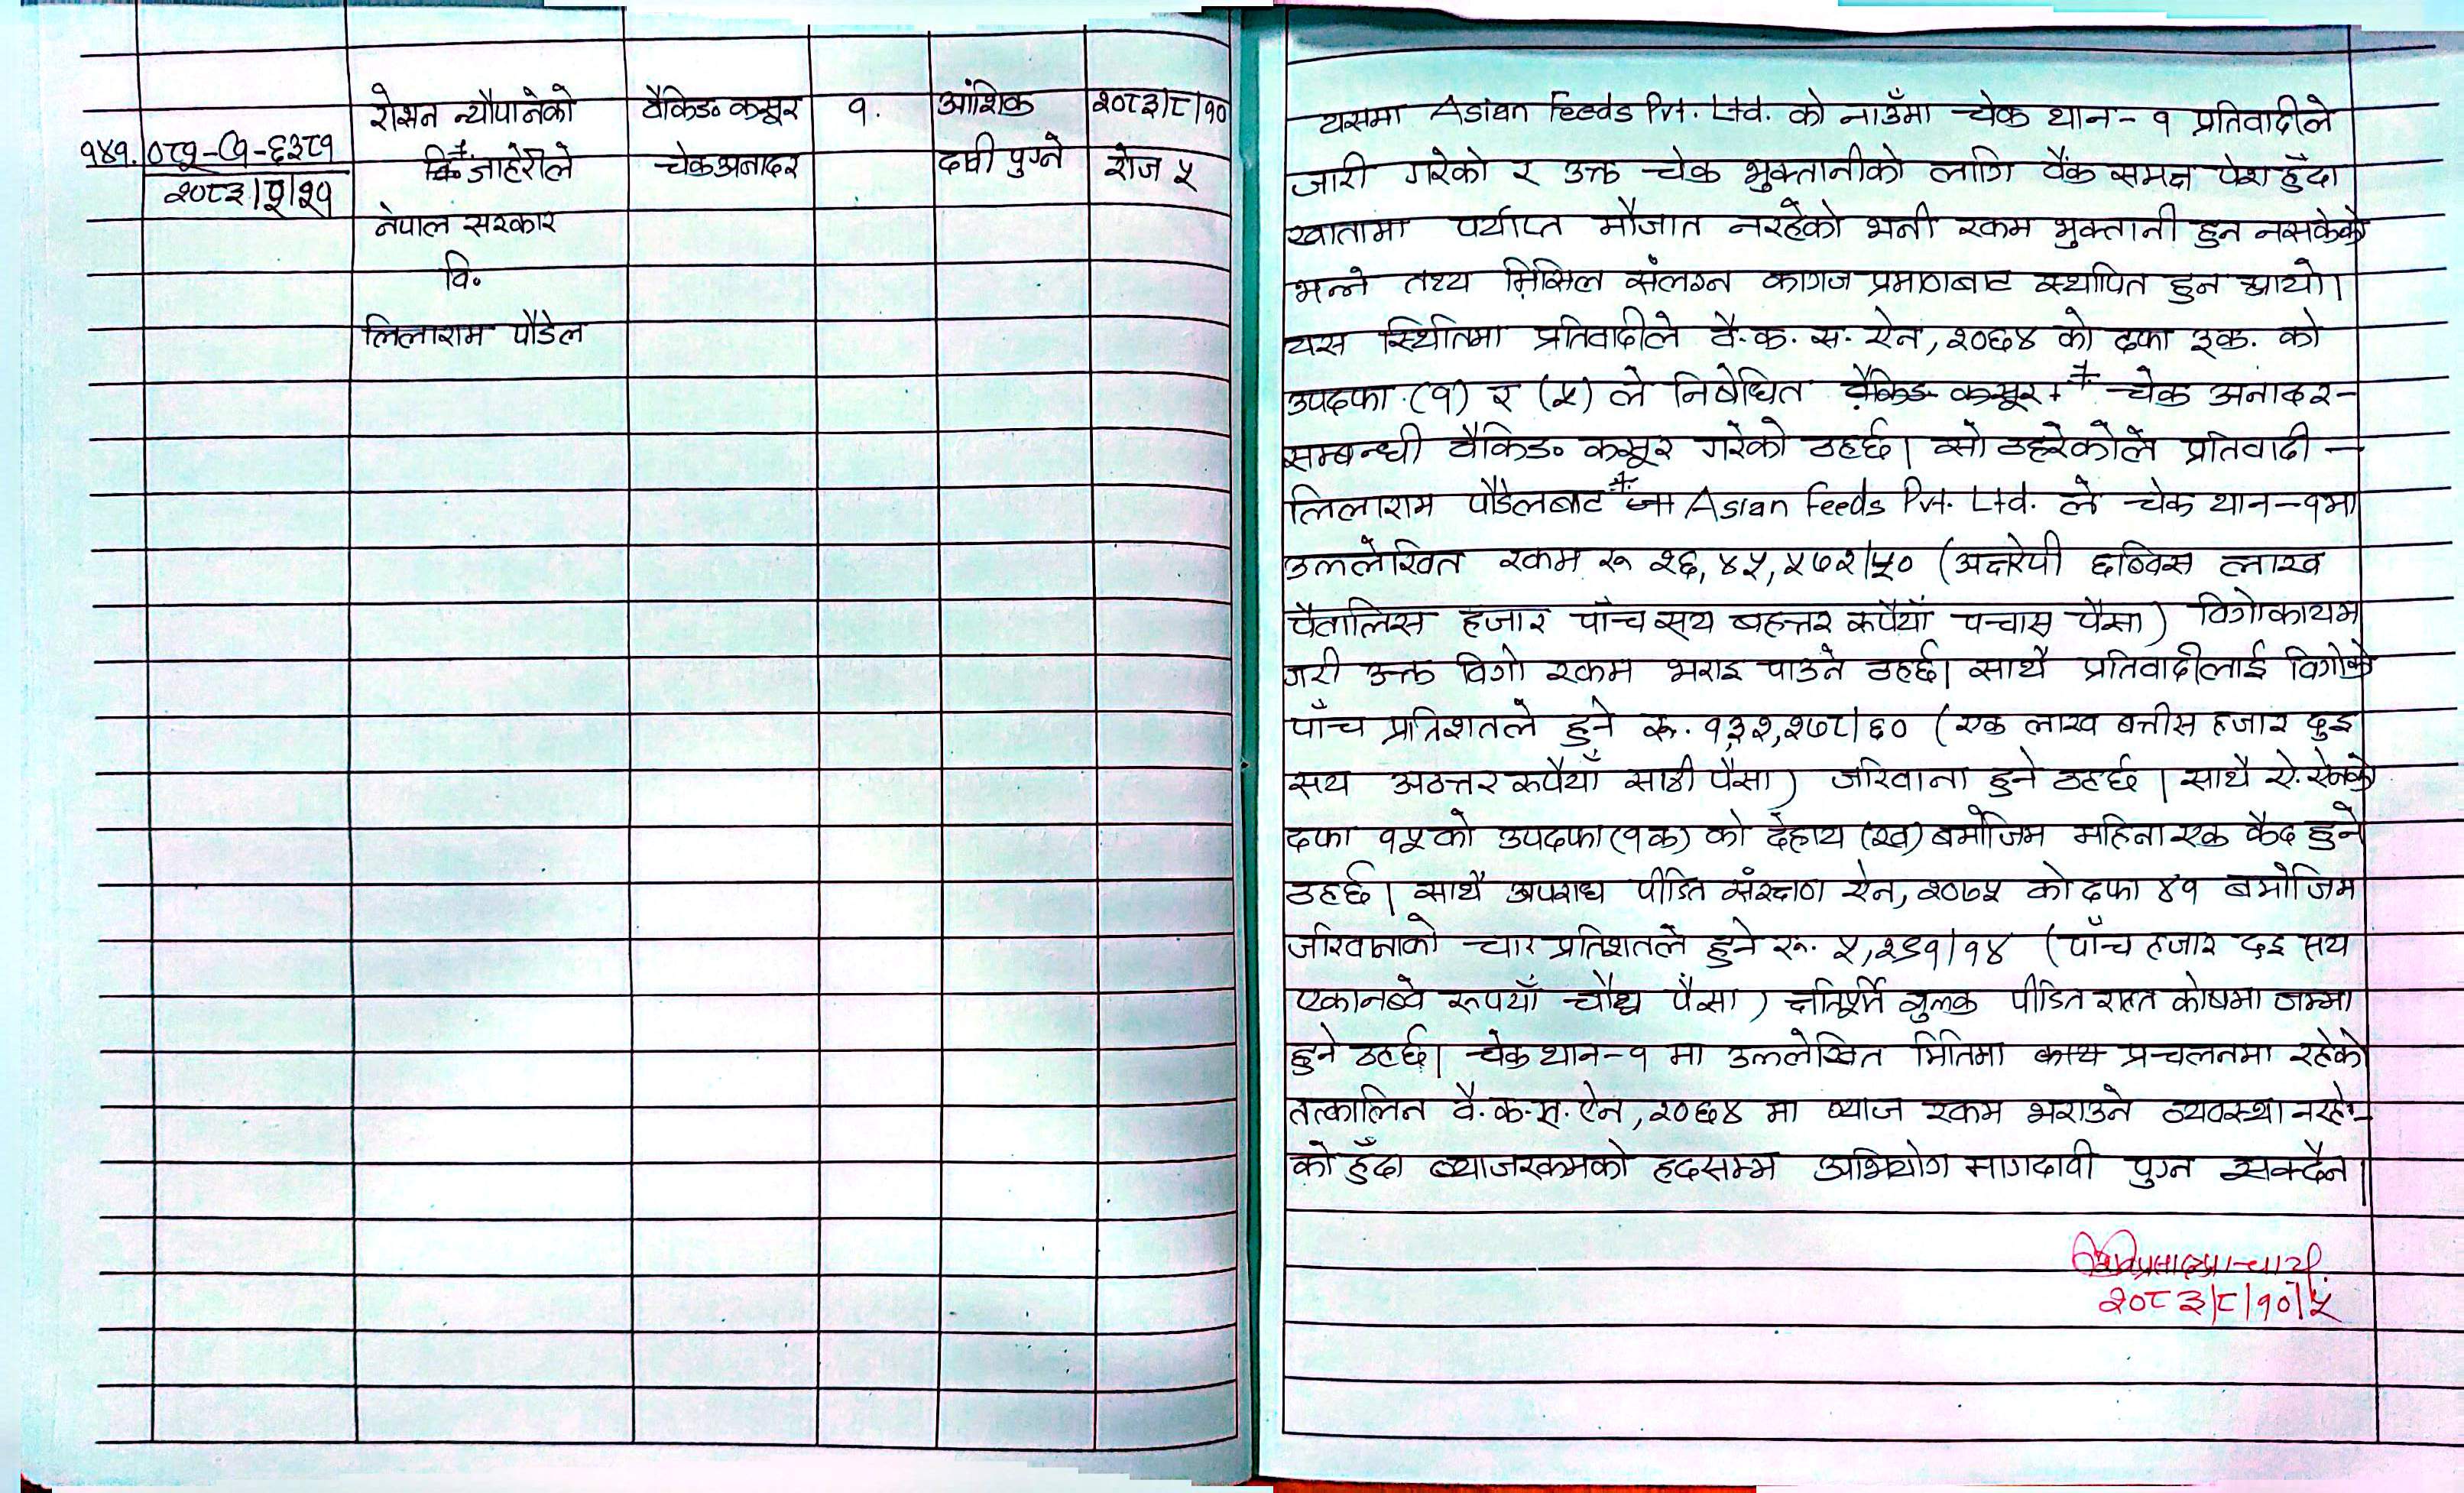 रोशन न्यौपानेको बैकिङ कसूर १. आंशिक २०८३/८/१०
१४१. ०८१-C1-६३८१ जाहेरीले चेक अनादर दावी पुग्ने रोज ५
२०८३/५/३१
नेपाल सरकार
वि०
लिलाराम पौडेल
यसमा Asian Feeds Pvt. Ltd. को नाउँमा चेक थान-१ प्रतिवादीले
जारी गरेको र उक्त चेक भुक्तानीको लागि बैंक समक्ष पेश हुँदा
खातामा पर्याप्त मौजात नरहेको भनी रकम भुक्तानी हुन नसकेको
भन्ने तथ्य मिसिल संलग्न कागज प्रमाणबाट स्थापित हुन आयो।
यस स्थितिमा प्रतिवादीले बै.क. स. ऐन, २०६४ को दफा ३क. को
उपदफा (१) र (५) ले निषेधित बैकिङ कसूर चेक अनादर-
सम्बन्धी बैकिङ कसूर गरेको ठहर्छ। सो ठहरेकोले प्रतिवादी -
लिलाराम पौडेलबाट Asian Feeds Pvt. Ltd. ले चेक थान-१मा
उल्लेखित रकम रू २६,४५,५७२/५० (अक्षरेपी छब्बिस लाख
पैतालिस हजार पाँच सय बहत्तर रूपैयाँ पचास पैसा) विगो कायम
गरी उक्त विगो रकम भराइ पाउने ठहर्छ। साथै प्रतिवादीलाई विगोको
पाँच प्रतिशतले हुने रू. १,३२,२७८/६० (एक लाख बत्तीस हजार दुइ
सय अठत्तर रूपैयाँ साठी पैसा) जरिवाना हुने ठहर्छ। साथै ऐ. ऐनको
दफा १५को उपदफा (१क) को देहाय (ख) बमोजिम महिना एक कैद हुने
ठहर्छ। साथै अपराध पीडित संरक्षण ऐन, २०७५ को दफा ४१ बमोजिम
जरिवानाको चार प्रतिशतले हुने रू. ५,२९१/१४ (पाँच हजार दुइ सय
एकानब्वे रूपयाँ चौध पैसा) क्षतिपूर्ति शुल्क पीडित राहत कोषमा जम्मा
हुने ठहर्छ। चेक थान-१ मा उल्लेखित मितिमा प्रचलनमा रहेको
तत्कालिन बै.क.स. ऐन, २०६४ मा ब्याज रकम भराउने व्यवस्था नरहे-
को हुँदा ब्याजरकमको हदसम्म अभियोग मागदावी पुग्न सक्दैन।
२०८३/८/१०/५